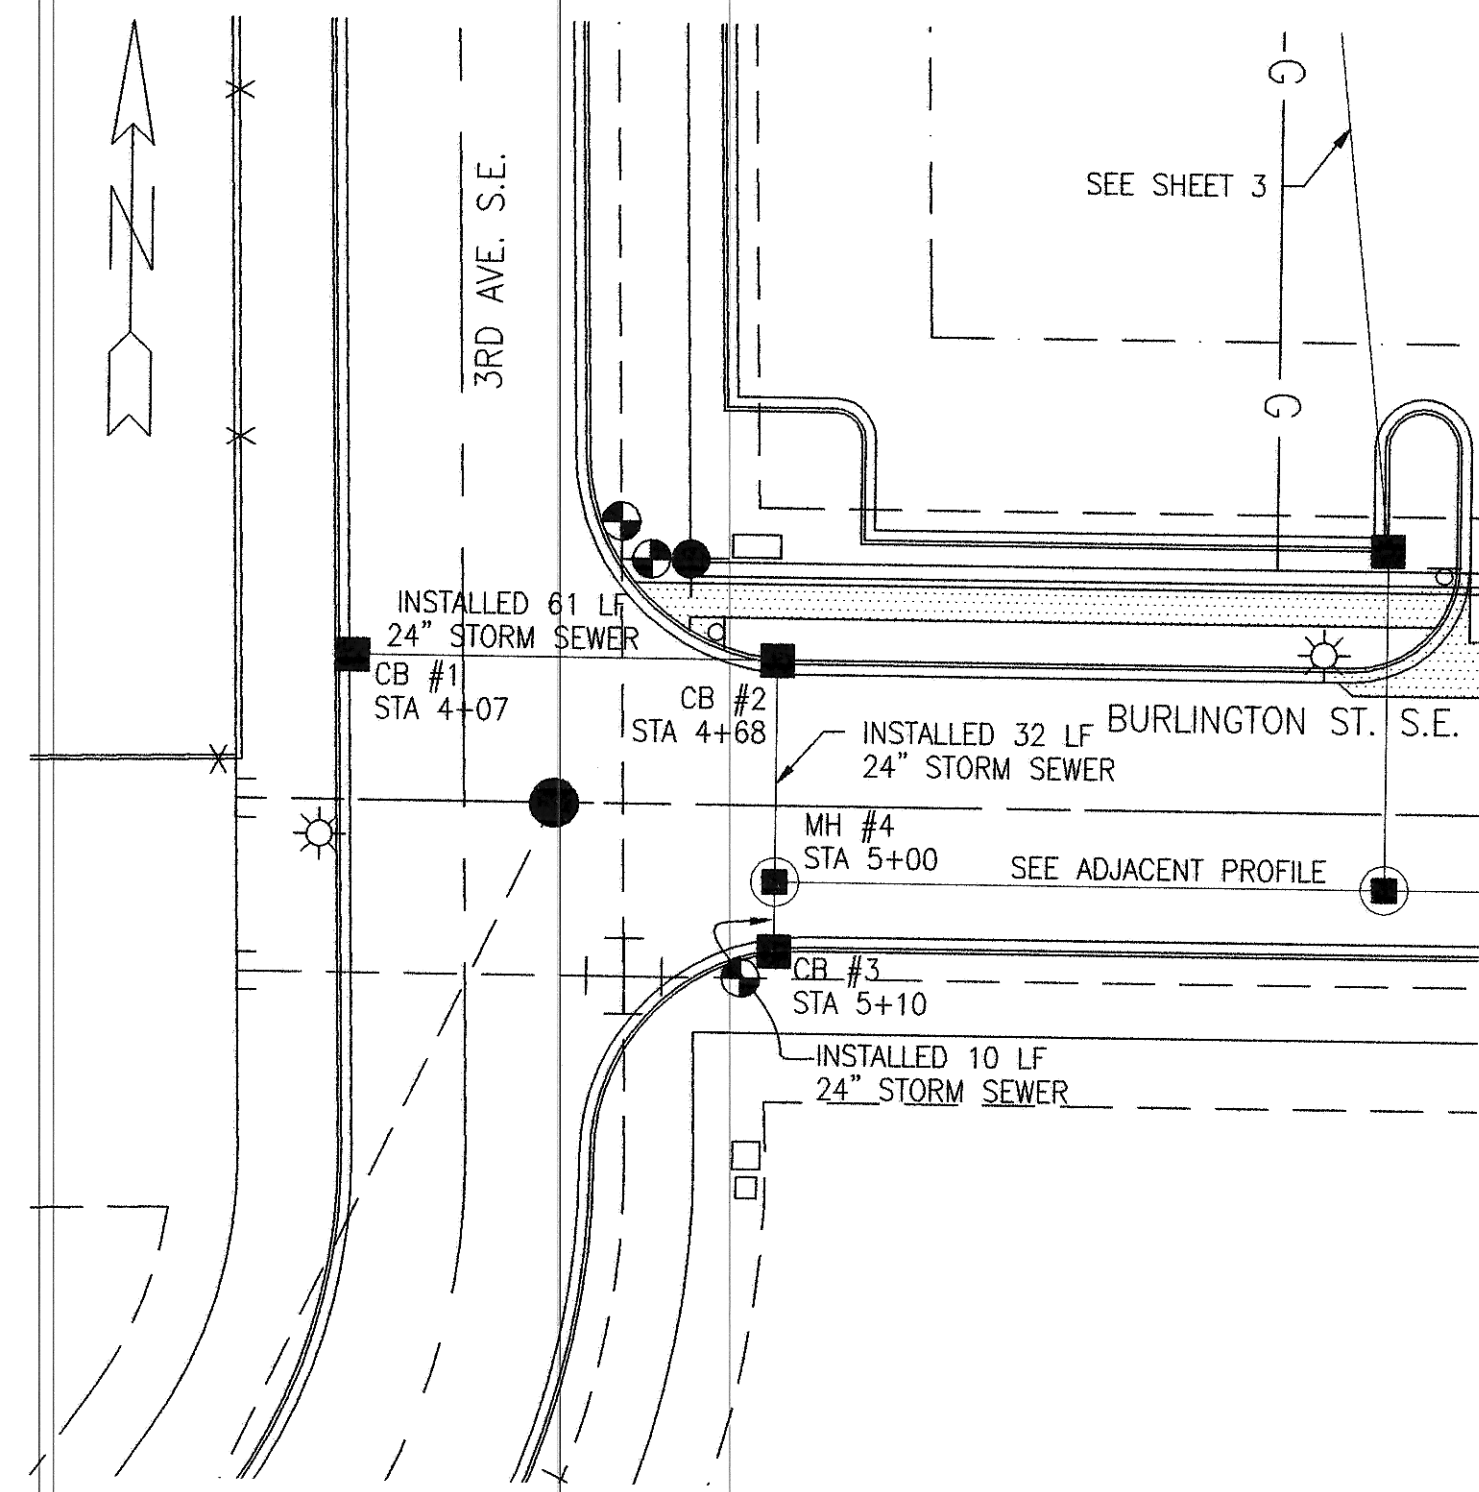 N
3RD AVE. S.E.
G
SEE SHEET 3
G
INSTALLED 61 LF
24" STORM SEWER
CB #1
STA 4+07
CB #2
STA 4+68
INSTALLED 32 LF
24" STORM SEWER
BURLINGTON ST. S.E.
MH #4
STA 5+00
SEE ADJACENT PROFILE
CB #3
STA 5+10
INSTALLED 10 LF
24" STORM SEWER